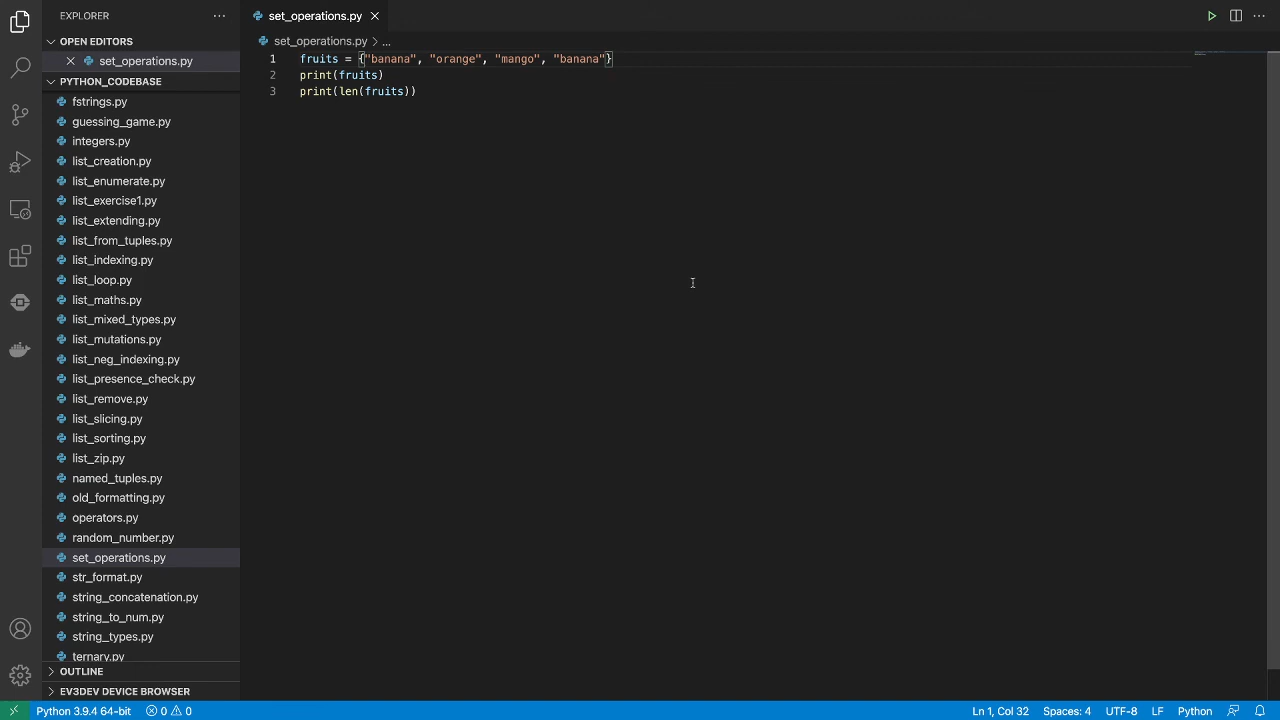 EXPLORER
set_operations.py
OPEN EDITORS
set_operations.py
set_operations.py > ...
PYTHON_CODEBASE
1 fruits = {"banana", "orange", "mango", "banana"}
2 print(fruits)
3 print(len(fruits))
fstrings.py
guessing_game.py
integers.py
list_creation.py
list_enumerate.py
list_exercise1.py
list_extending.py
list_from_tuples.py
list_indexing.py
list_loop.py
list_maths.py
list_mixed_types.py
list_mutations.py
list_neg_indexing.py
list_presence_check.py
list_remove.py
list_slicing.py
list_sorting.py
list_zip.py
named_tuples.py
old_formatting.py
operators.py
random_number.py
set_operations.py
str_format.py
string_concatenation.py
string_to_num.py
string_types.py
ternary.py
OUTLINE
EV3DEV DEVICE BROWSER
Python 3.9.4 64-bit 0 0 Ln 1, Col 32 Spaces: 4 UTF-8 LF Python